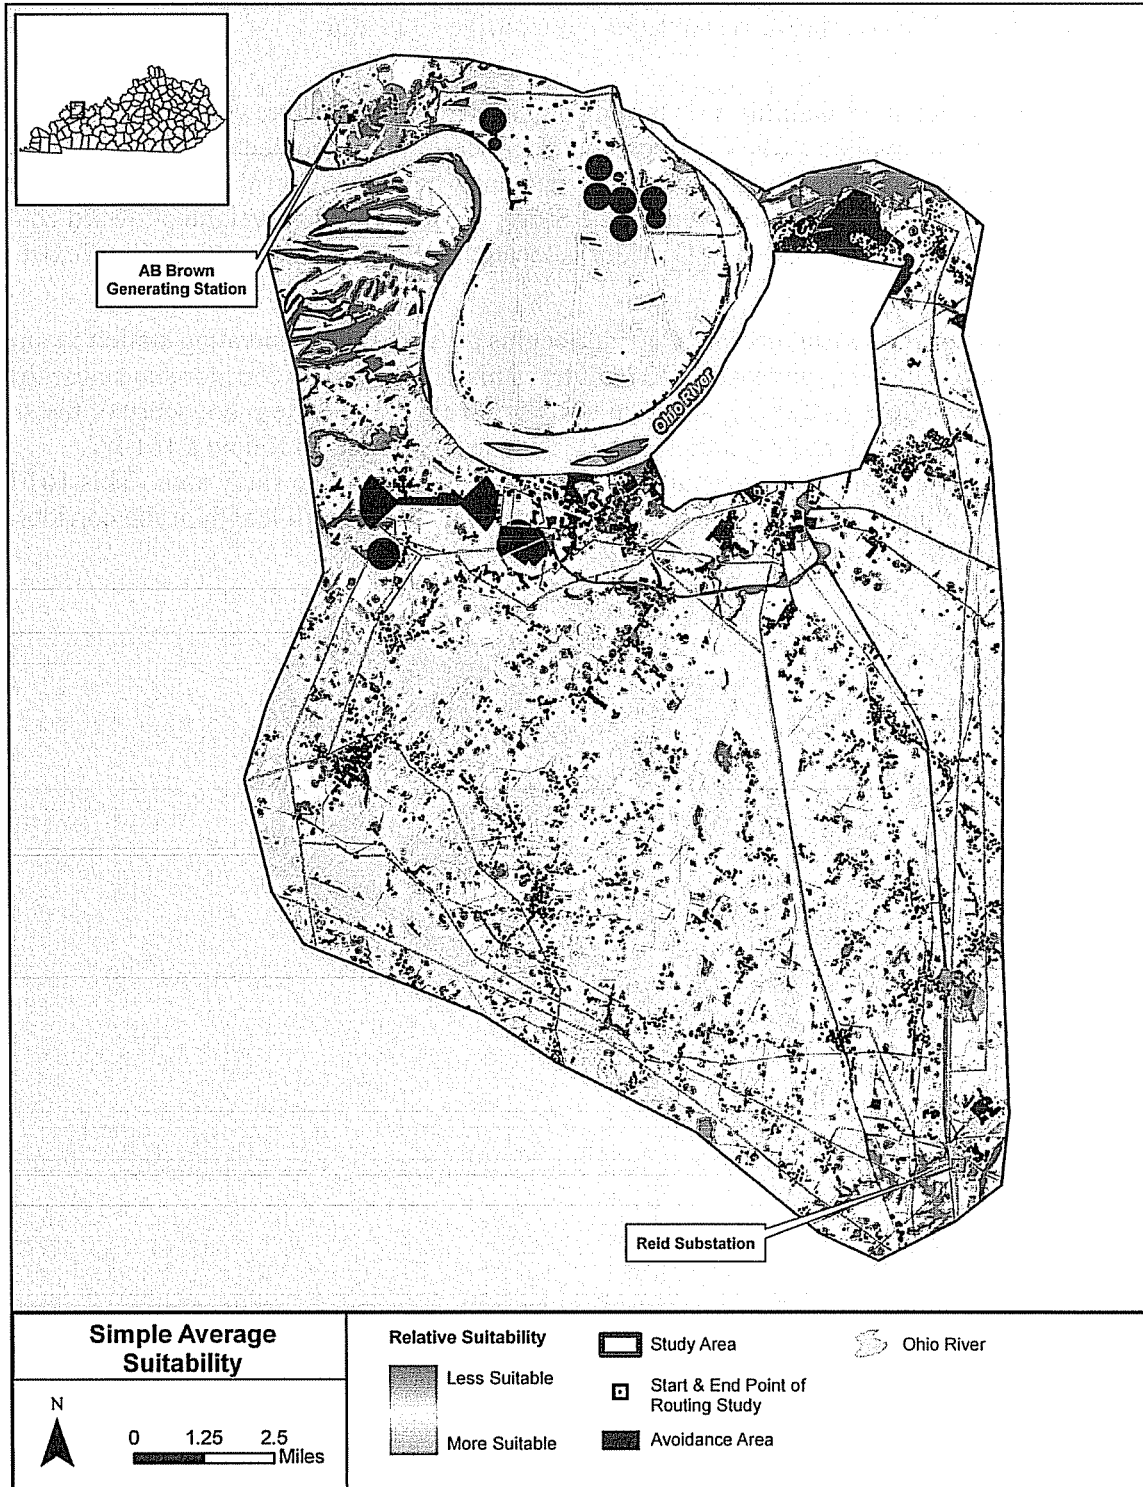 AB Brown
Generating Station
Ohio River
Reid Substation
Simple Average
Suitability
N
0 1.25 2.5
Miles
Relative Suitability
Less Suitable
More Suitable
Study Area
Start & End Point of
Routing Study
Avoidance Area
Ohio River